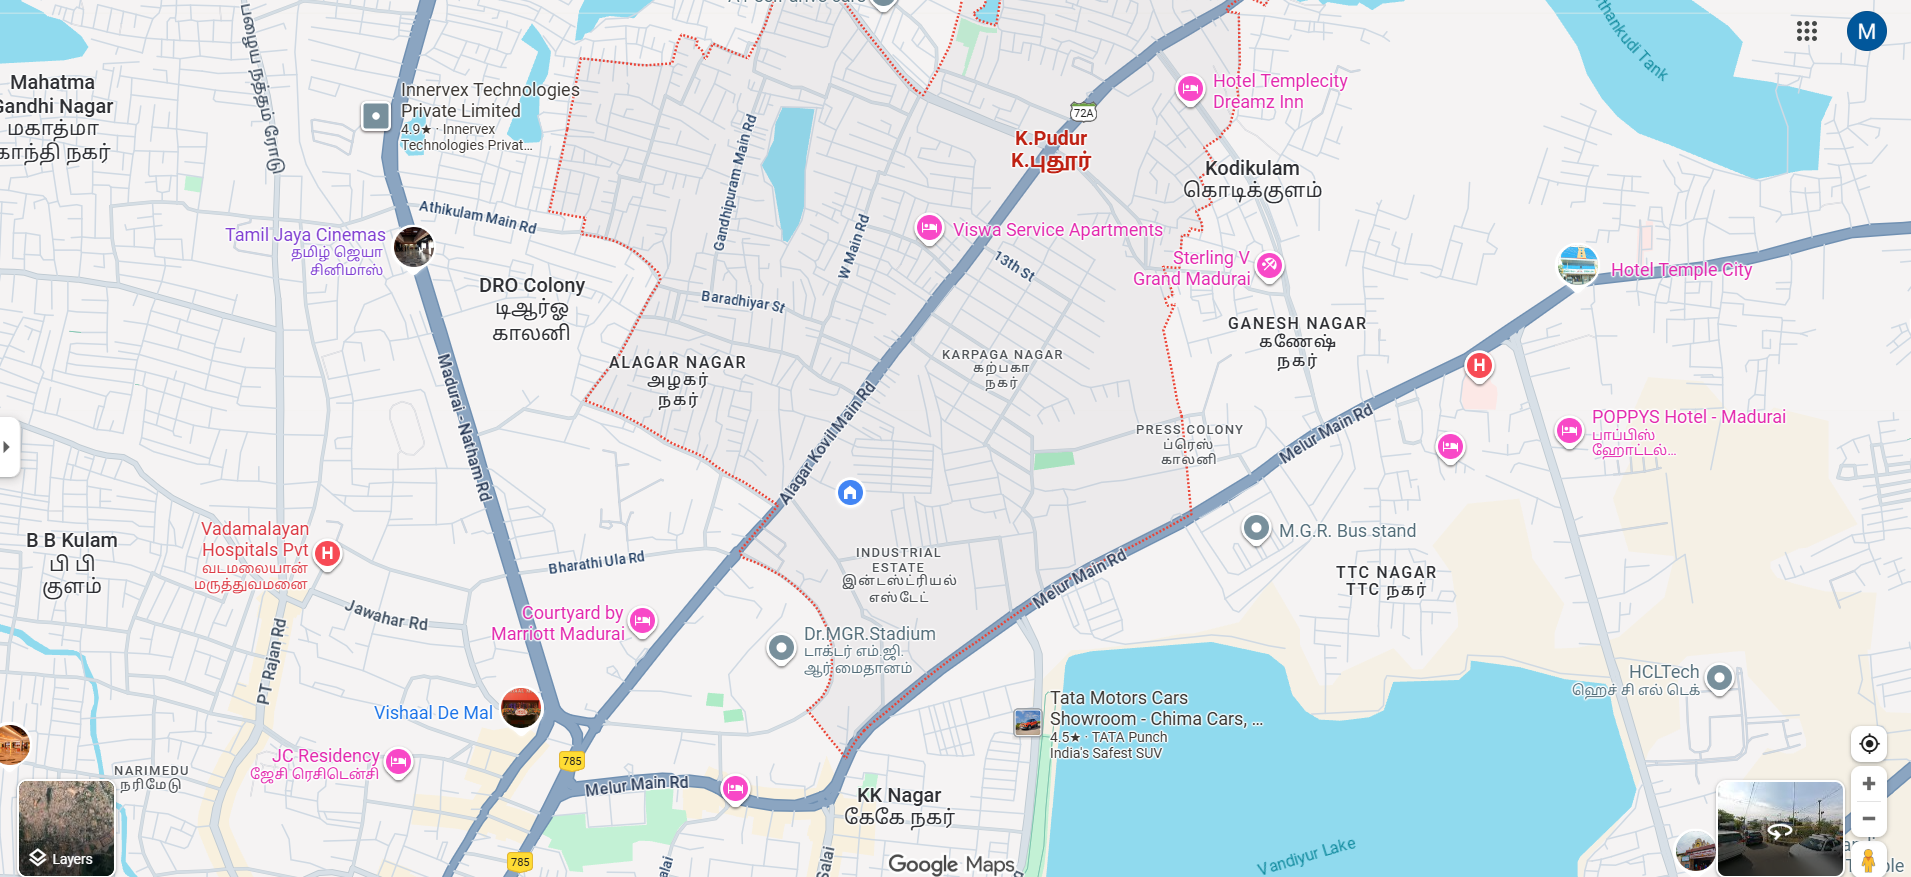 Mahatma
Gandhi Nagar
மகாத்மா
காந்தி நகர்
பழைய நத்தம் ரோடு
Innervex Technologies
Private Limited
4.9★ · Innervex
Technologies Privat...
Athikulam Main Rd
Tamil Jaya Cinemas
தமிழ் ஜெயா
சினிமாஸ்
DRO Colony
டிஆர்ஓ
காலனி
Gandhipuram Main Rd
W Main Rd
Baradhiyar St
ALAGAR NAGAR
அழகர்
நகர்
72A
K.Pudur
K.புதூர்
Hotel Templecity
Dreamz Inn
Kodikulam
கொடிக்குளம்
Viswa Service Apartments
13th St
Sterling V
Grand Madurai
Hotel Temple City
GANESH NAGAR
கணேஷ்
நகர்
KARPAGA NAGAR
கற்பகா
நகர்
Madurai - Natham Rd
Alagar Kovil Main Rd
PRESS COLONY
ப்ரெஸ்
காலனி
Melur Main Rd
H
POPPYS Hotel - Madurai
பாப்பிஸ்
ஹோட்டல்...
M.G.R. Bus stand
TTC NAGAR
TTC நகர்
B B Kulam
பி பி
குளம்
Vadamalayan
Hospitals Pvt
வடமலையான்
மருத்துவமனை
H
Bharathi Ula Rd
INDUSTRIAL
ESTATE
இன்டஸ்ட்ரியல்
எஸ்டேட்
Melur Main Rd
Jawahar Rd
Courtyard by
Marriott Madurai
Dr.MGR.Stadium
டாக்டர் எம்.ஜி.
ஆர்.மைதானம்
PT Rajan Rd
Vishaal De Mal
JC Residency
ஜேசி ரெசிடென்சி
NARIMEDU
நரிமேடு
785
Melur Main Rd
KK Nagar
கேகே நகர்
Tata Motors Cars
Showroom - Chima Cars, ...
4.5★ · TATA Punch
India's Safest SUV
HCLTech
ஹெச் சி எல் டெக்
Vandiyur Lake
785
Salai
Layers
Google Maps
M